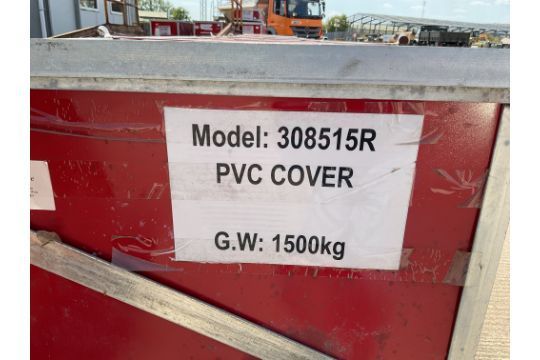 Model: 308515R
PVC COVER
G.W: 1500kg